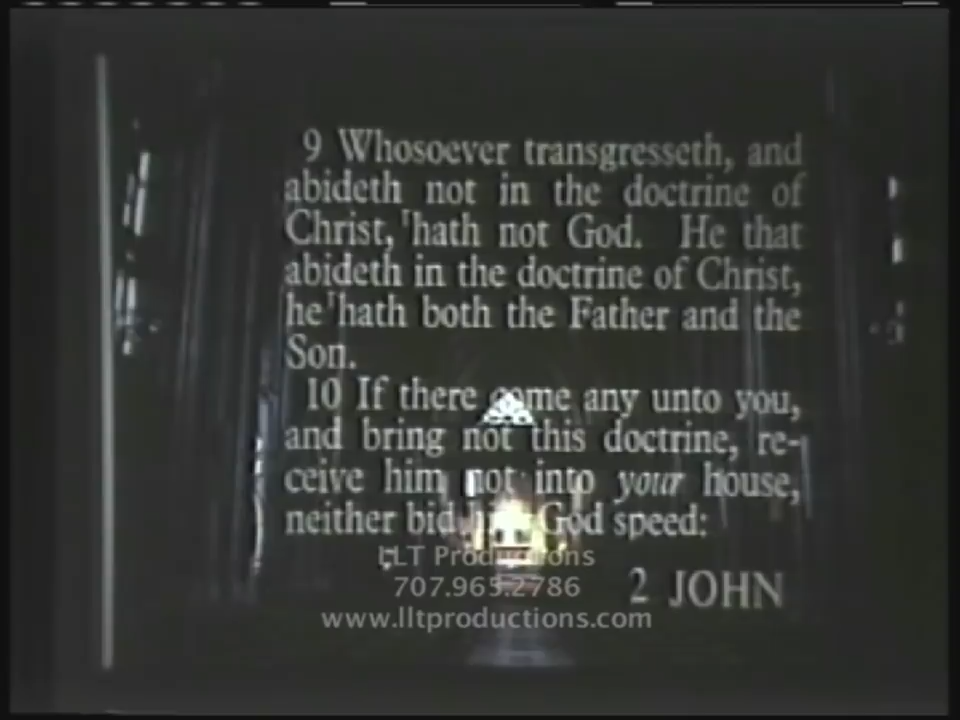 9 Whosoever transgresseth, and
abideth not in the doctrine of
Christ, rhath not God. He that
abideth in the doctrine of Christ,
he rhath both the Father and the
Son.
10 If there come any unto you,
and bring not this doctrine, re-
ceive him not into your house,
neither bid him God speed:
LLT Productions
707.965.2786
2 JOHN
www.lltproductions.com